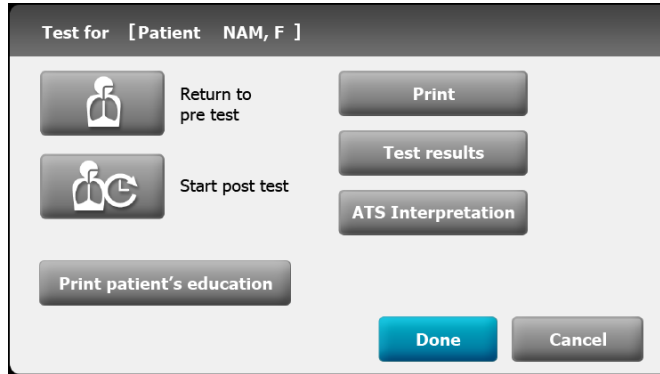 Test for [Patient NAM, F ]
Return to
pre test
Print
Test results
Start post test
ATS Interpretation
Print patient’s education
Done
Cancel